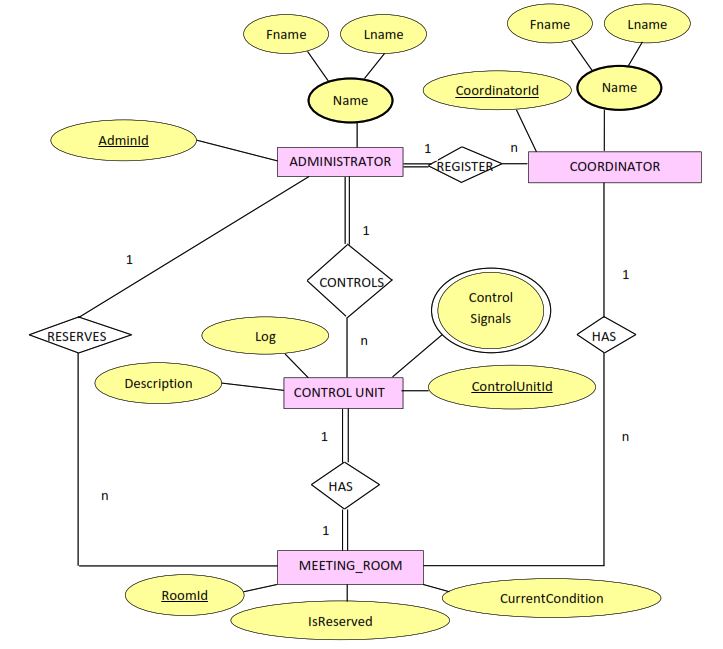 Fname
Lname
Fname
Lname
Name
CoordinatorId
Name
AdminId
ADMINISTRATOR
1
REGISTER
n
COORDINATOR
1
1
CONTROLS
1
RESERVES
Log
n
Control
Signals
HAS
Description
CONTROL UNIT
ControlUnitId
1
n
HAS
n
1
MEETING_ROOM
RoomId
IsReserved
CurrentCondition